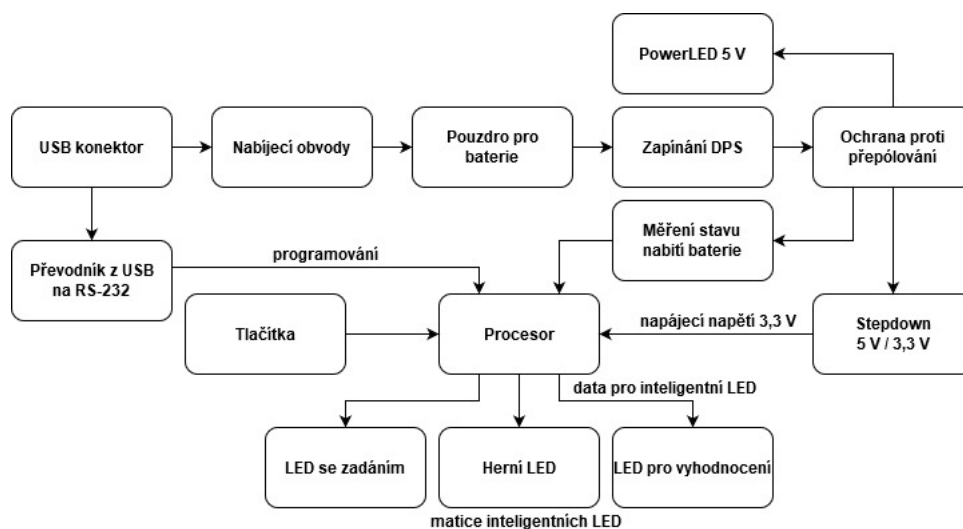 PowerLED 5 V
USB konektor
Nabíjecí obvody
Pouzdro pro
baterie
Zapínání DPS
Ochrana proti
přepólování
Měření stavu
nabití baterie
Převodník z USB
na RS-232
programování
Tlačítka
Procesor
napájecí napětí 3,3 V
Stepdown
5 V / 3,3 V
data pro inteligentní LED
LED se zadáním
Herní LED
LED pro vyhodnocení
matice inteligentních LED